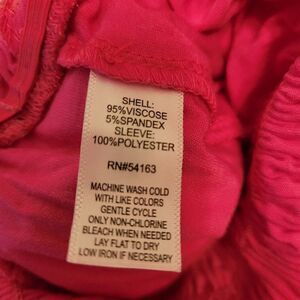 SHELL:
95%VISCOSE
5%SPANDEX
SLEEVE:
100%POLYESTER
RN#54163
MACHINE WASH COLD
WITH LIKE COLORS
GENTLE CYCLE
ONLY NON-CHLORINE
BLEACH WHEN NEEDED
LAY FLAT TO DRY
LOW IRON IF NECESSARY